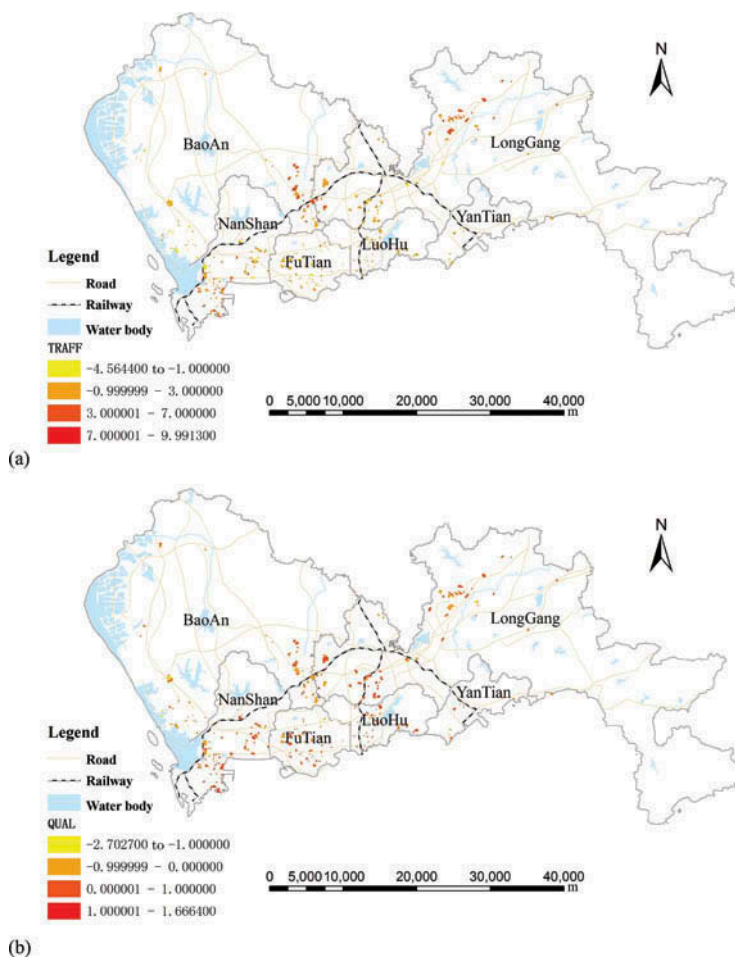 N
BaoAn
LongGang
NanShan
YanTian
LuoHu
FuTian
Legend
Road
Railway
Water body
TRAFF
-4.564400 to -1.000000
-0.999999 - 3.000000
3.000001 - 7.000000
7.000001 - 9.991300
0 5,000 10,000 20,000 30,000 40,000
m
(a)
N
BaoAn
LongGang
NanShan
YanTian
LuoHu
FuTian
Legend
Road
Railway
Water body
QUAL
-2.702700 to -1.000000
-0.999999 - 0.000000
0.000001 - 1.000000
1.000001 - 1.666400
0 5,000 10,000 20,000 30,000 40,000
m
(b)